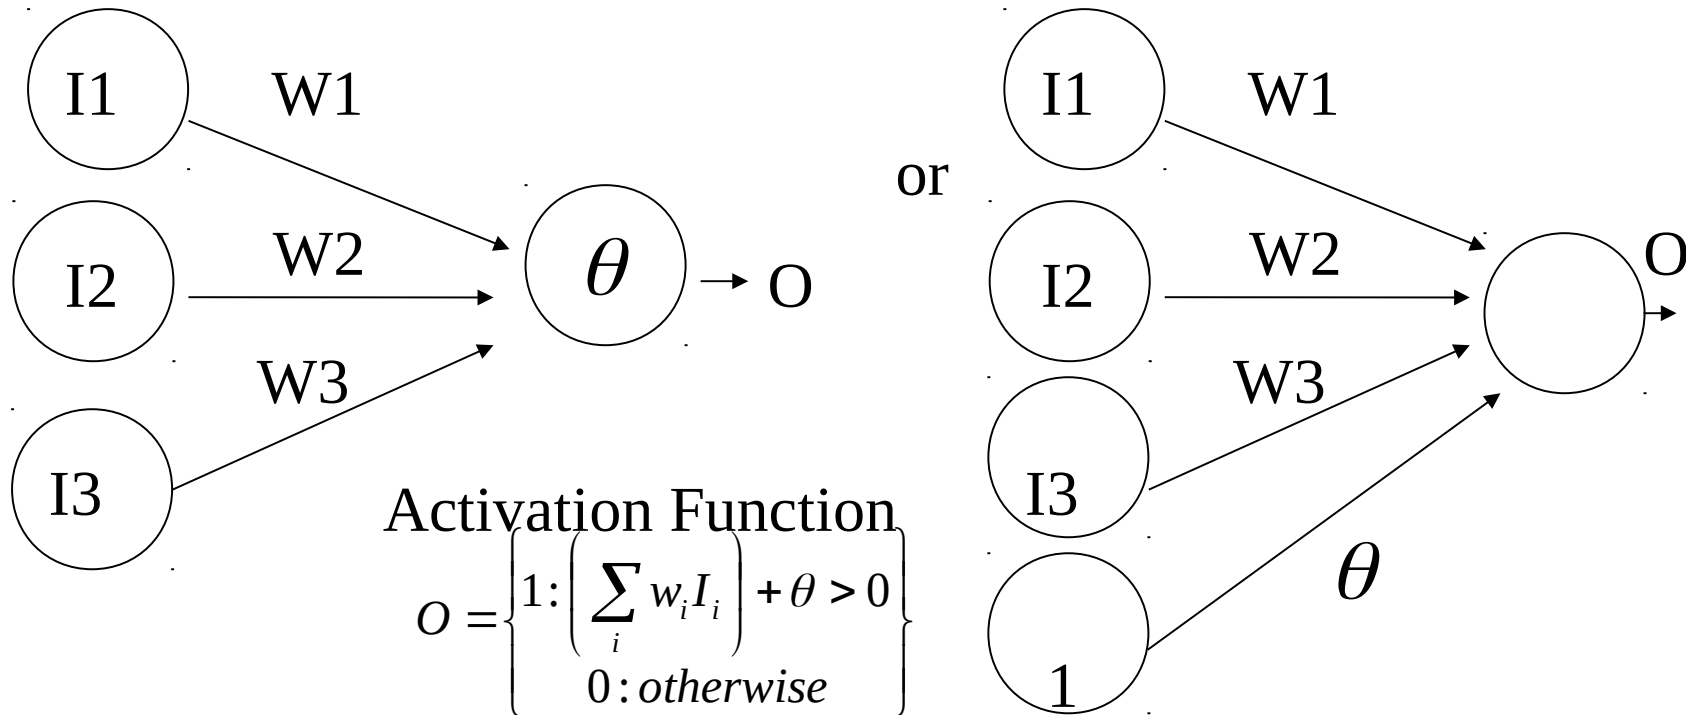 I1
W1
I2
W2
θ
O
W3
I3
or
I1
W1
I2
W2
O
W3
I3
θ
1
Activation Function
O = { 1: ( ∑_i w_i I_i ) + θ > 0
0 : otherwise }